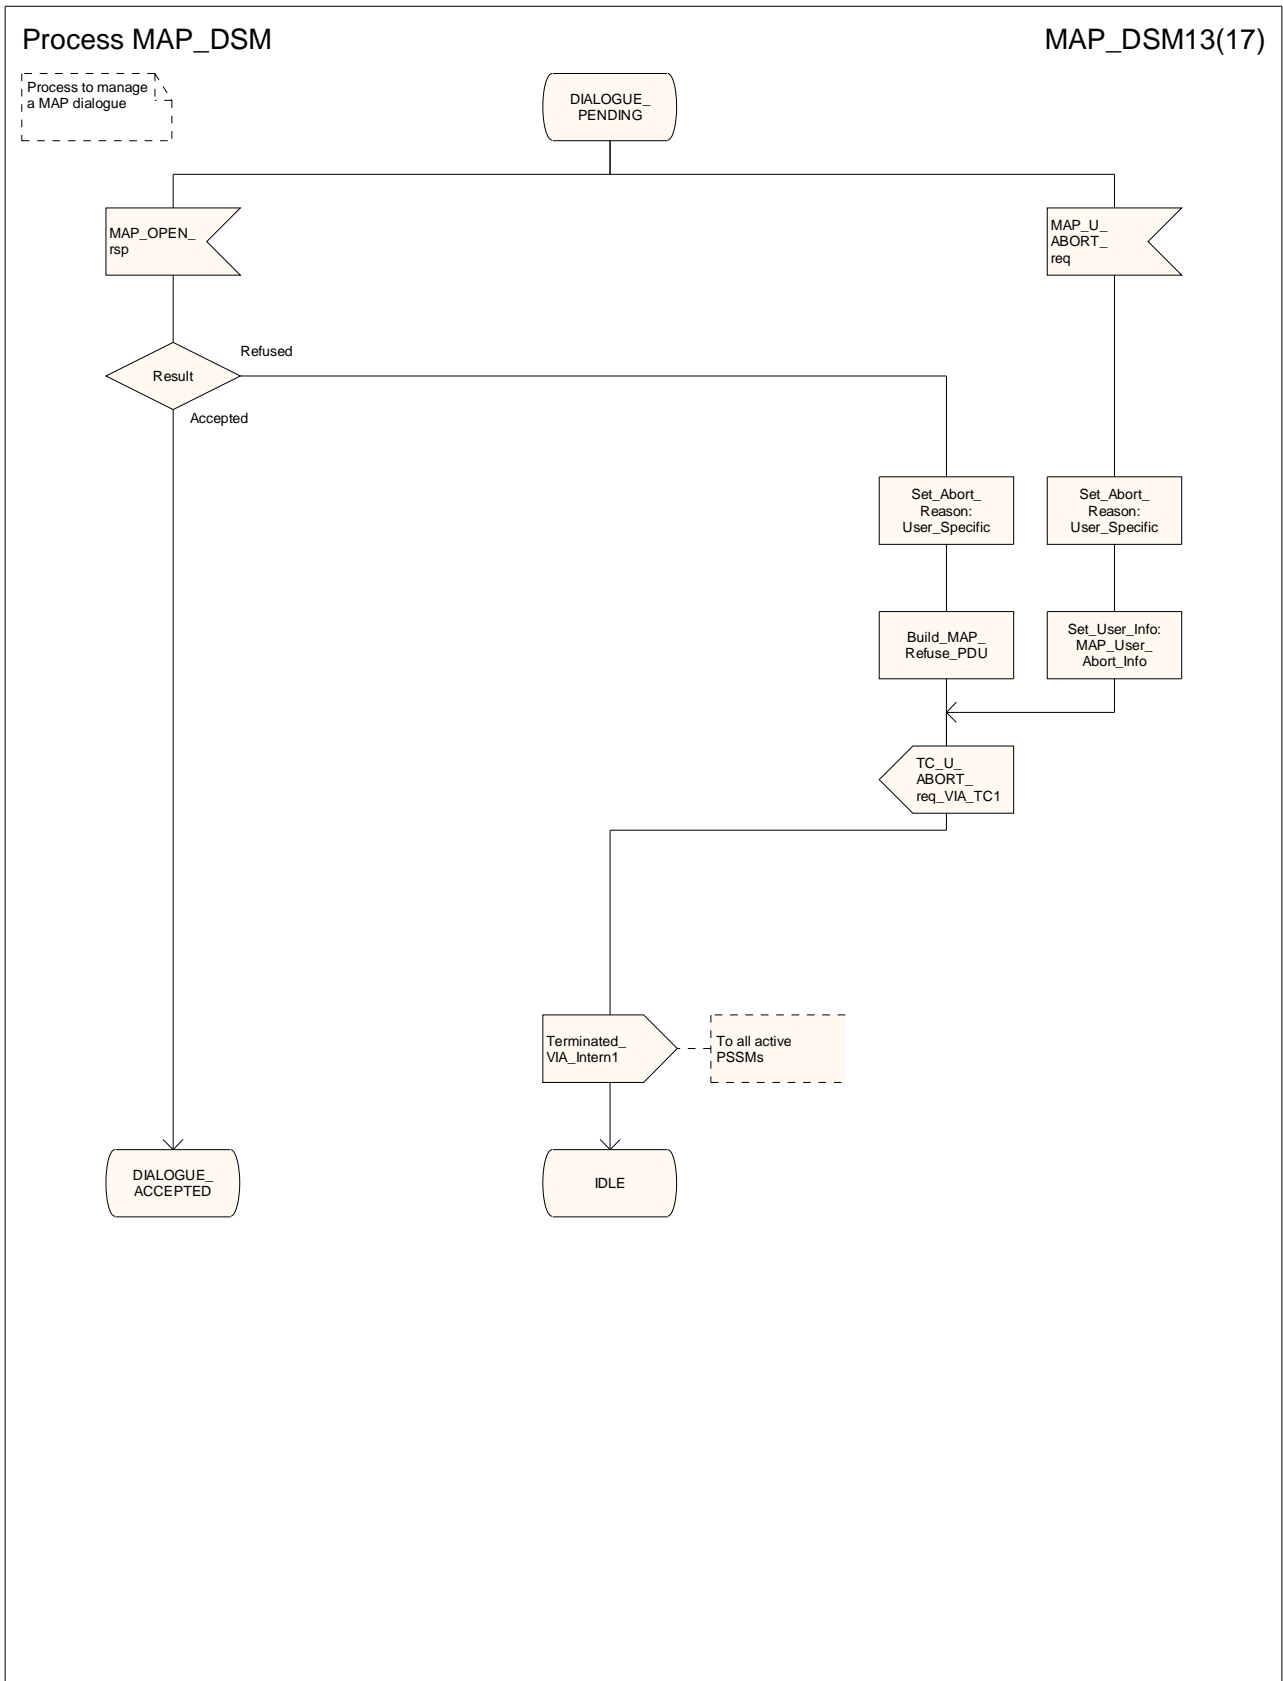 Process MAP_DSM
MAP_DSM13(17)
Process to manage
a MAP dialogue
DIALOGUE_
PENDING
MAP_OPEN_
rsp
MAP_U_
ABORT_
req
Result
Refused
Accepted
Set_Abort_
Reason:
User_Specific
Set_Abort_
Reason:
User_Specific
Build_MAP_
Refuse_PDU
Set_User_Info:
MAP_User_
Abort_Info
TC_U_
ABORT_
req_VIA_TC1
Terminated_
VIA_Intern1
To all active
PSSMs
DIALOGUE_
ACCEPTED
IDLE